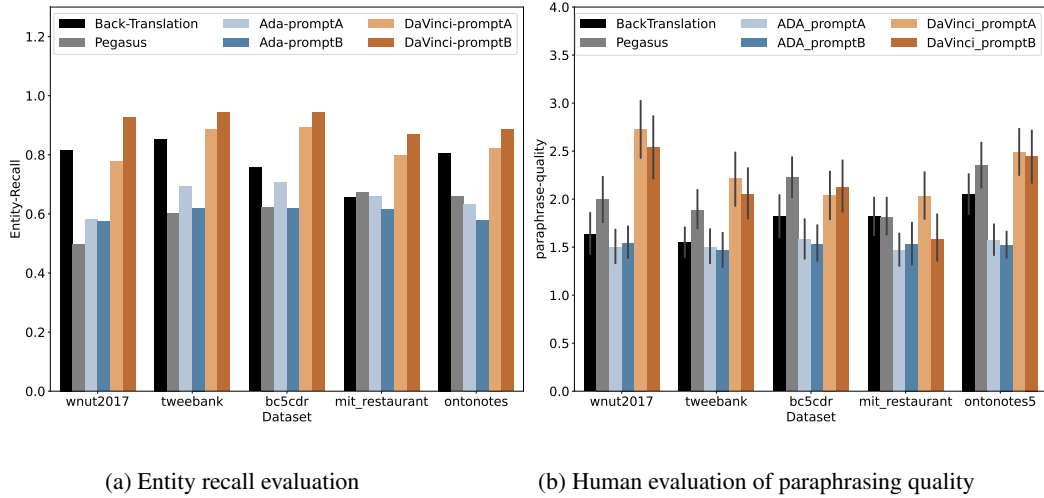 Back-Translation
Pegasus
Ada-promptA
Ada-promptB
DaVinci-promptA
DaVinci-promptB
1.2
1.0
0.8
0.6
0.4
0.2
0.0
Entity-Recall
wnut2017 tweebank bc5cdr mit_restaurant ontonotes
Dataset
BackTranslation
Pegasus
ADA_promptA
ADA_promptB
DaVinci_promptA
DaVinci_promptB
4.0
3.5
3.0
2.5
2.0
1.5
1.0
0.5
0.0
paraphrase-quality
wnut2017 tweebank bc5cdr mit_restaurant ontonotes5
Dataset
(a) Entity recall evaluation
(b) Human evaluation of paraphrasing quality